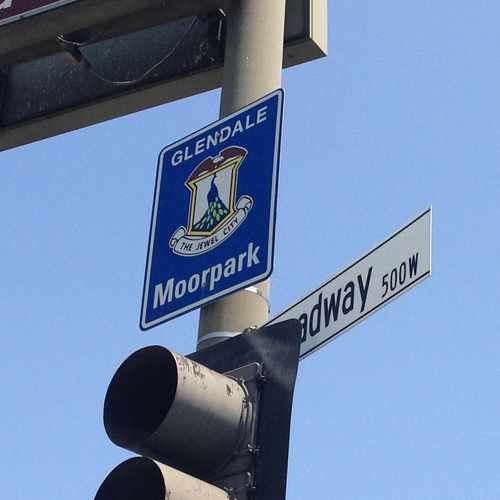 GLENDALE
THE JEWEL CITY
Moorpark
adway 500W